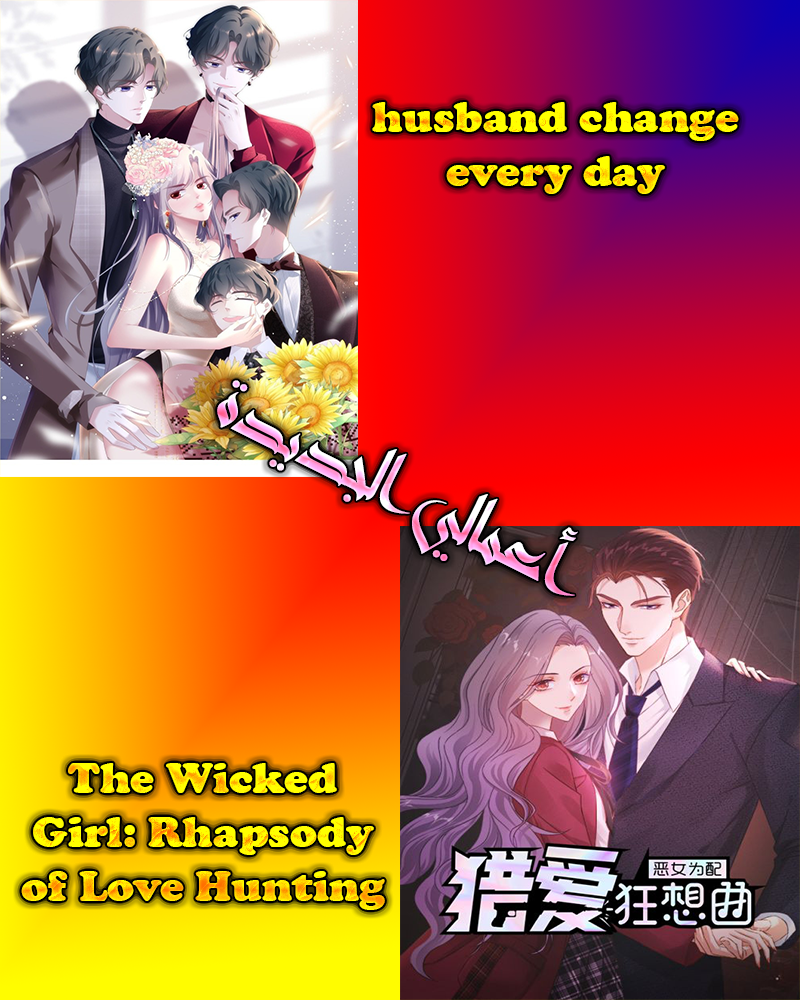 husband change
every day
أعمالي الجديدة
The Wicked
Girl: Rhapsody
of Love Hunting
恶女为配
猎爱狂想曲